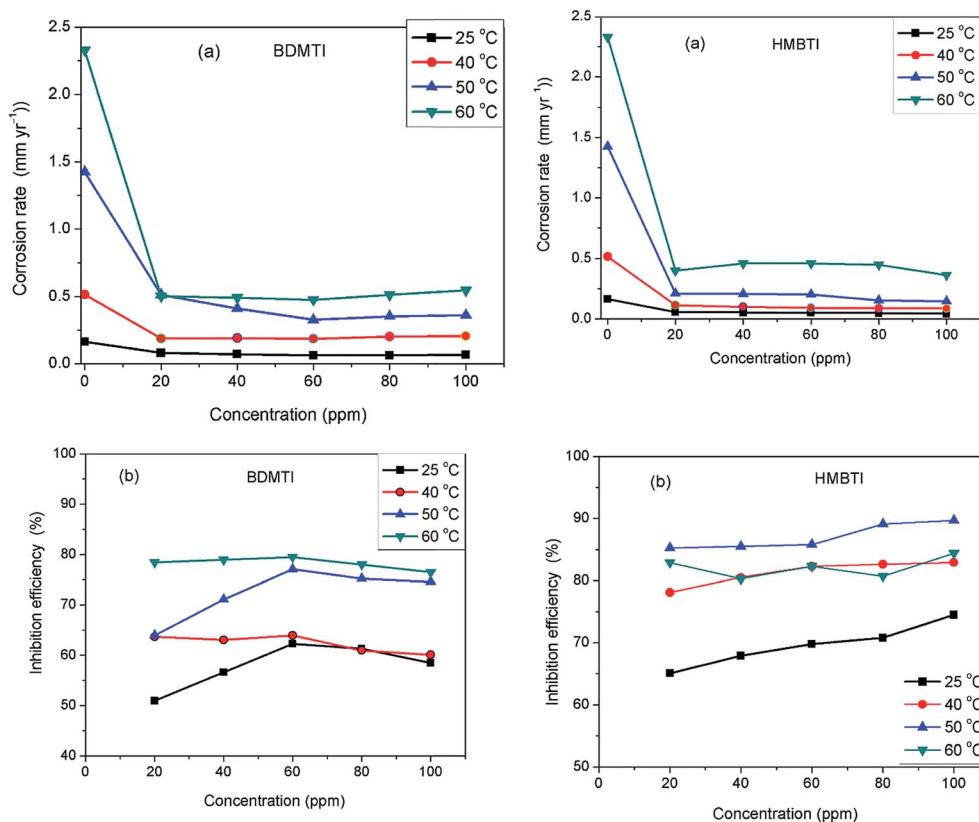 (a) BDMTI
25 °C
40 °C
50 °C
60 °C
2.5
2.0
1.5
1.0
0.5
0.0
Corrosion rate (mm yr⁻¹))
0 20 40 60 80 100
Concentration (ppm)
(a) HMBTI
25 °C
40 °C
50 °C
60 °C
2.5
2.0
1.5
1.0
0.5
0.0
Corrosion rate (mm yr⁻¹)
0 20 40 60 80 100
Concentration (ppm)
(b) BDMTI
25 °C
40 °C
50 °C
60 °C
100
90
80
70
60
50
40
Inhibition efficiency (%)
0 20 40 60 80 100
Concentration (ppm)
(b) HMBTI
100
90
80
70
60
50
Inhibition efficiency (%)
25 °C
40 °C
50 °C
60 °C
0 20 40 60 80 100
Concentration (ppm)